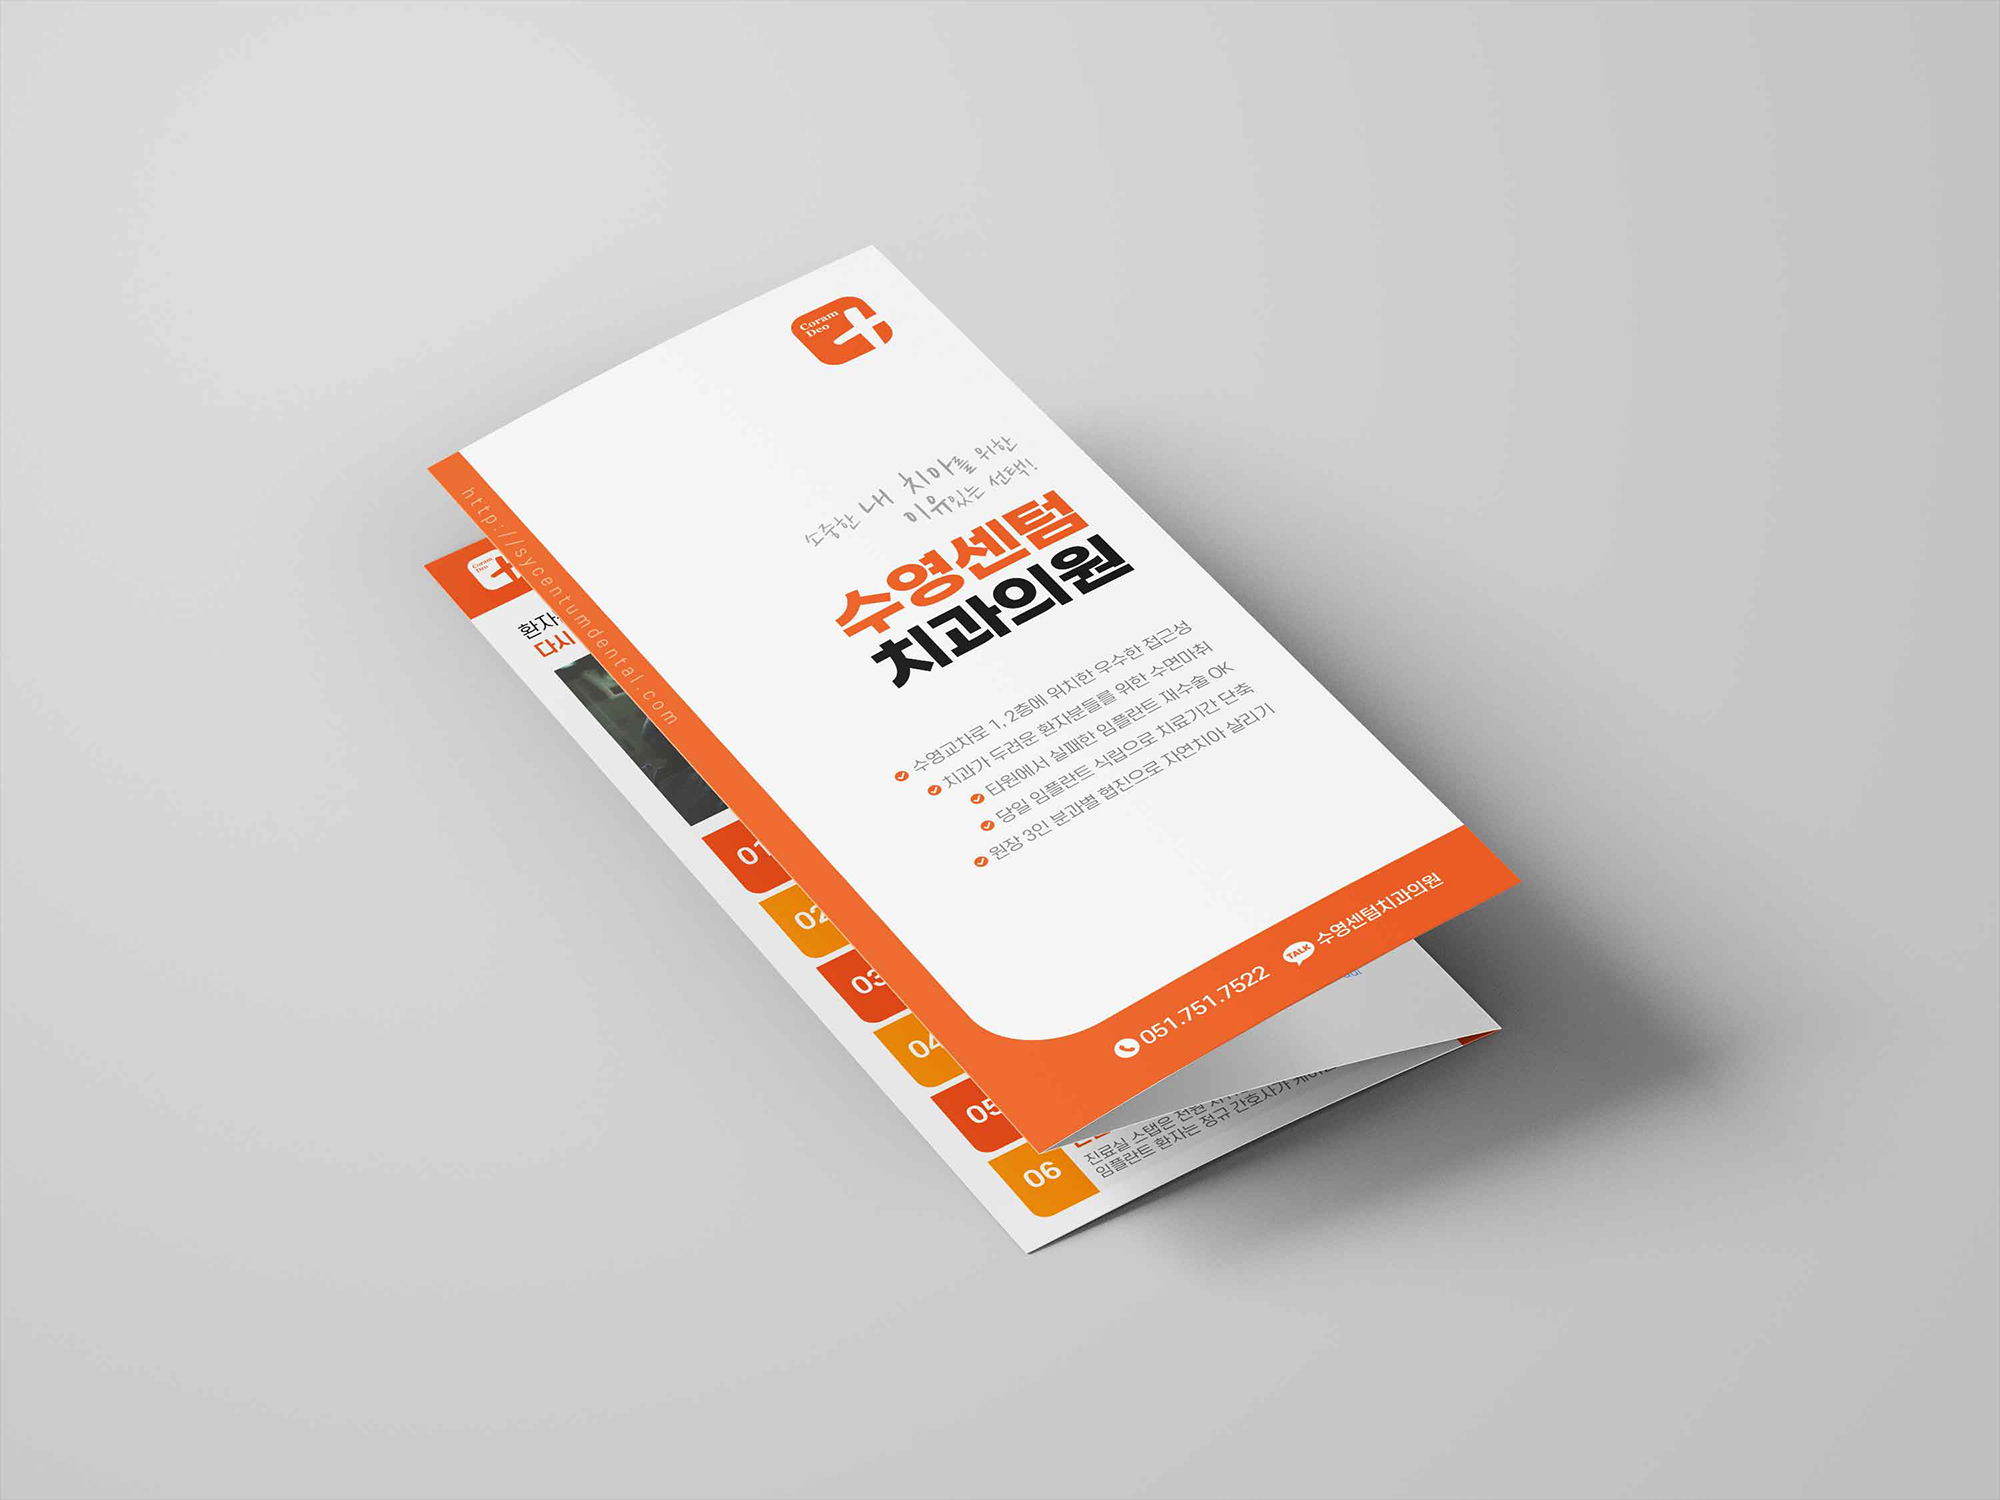 Coram
Deo
소중한 내 치아를 위한
이유있는 선택!
수영센텀
치과의원
수영교차로 1, 2층에 위치한 우수한 접근성
치과가 두려운 환자분들를 위한 수면마취
타원에서 실패한 임플란트 재수술 OK
당일 임플란트 식립으로 치료기간 단축
원장 3인 분과별 협진으로 자연치아 살리기
051.751.7522
TALK 수영센텀치과의원
http://sycentumdental.com
Coram
Deo
환자
다시
01
02
03
04
05
06
진료실 스탭은 전원
임플란트 환자는 정규 간호사가